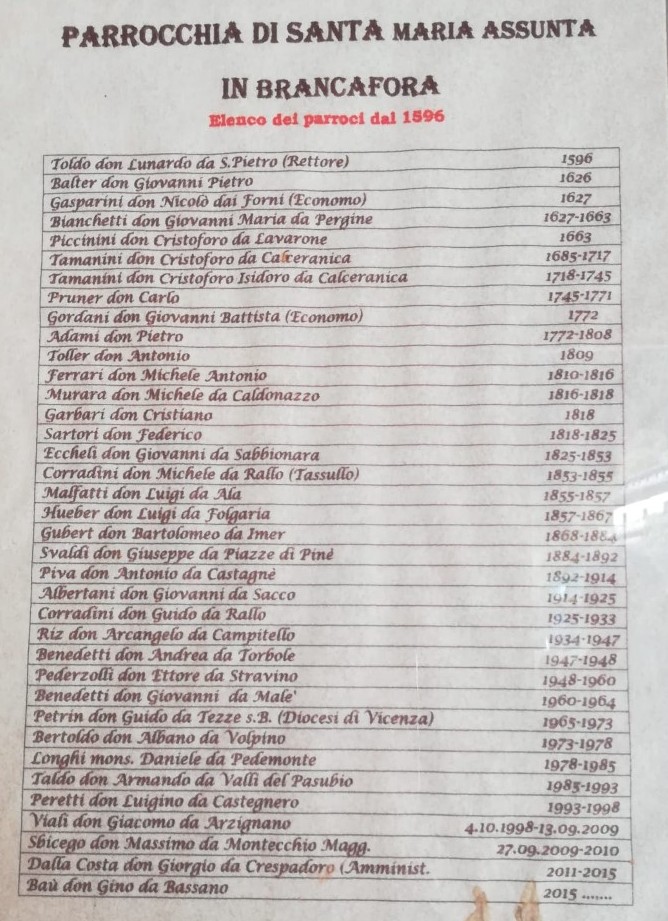 PARROCCHIA DI SANTA MARIA ASSUNTA
IN BRANCAFORA
Elenco dei parroci dal 1596
Toldo don Lunardo da S.Pietro (Rettore) 1596
Balter don Giovanni Pietro 1626
Gasparini don Nicolò dai Forni (Economo) 1627
Bianchetti don Giovanni Maria da Pergine 1627-1663
Piccinini don Cristoforo da Lavarone 1663
Tamanini don Cristoforo da Calceranica 1685-1717
Tamanini don Cristoforo Isidoro da Calceranica 1718-1745
Pruner don Carlo 1745-1771
Gordani don Giovanni Battista (Economo) 1772
Adami don Pietro 1772-1808
Toller don Antonio 1809
Ferrari don Michele Antonio 1810-1816
Murara don Michele da Caldonazzo 1816-1818
Garbari don Cristiano 1818
Sartori don Federico 1818-1825
Eccheli don Giovanni da Sabbionara 1825-1853
Corradini don Michele da Rallo (Tassullo) 1853-1855
Malfatti don Luigi da Ala 1855-1857
Hueber don Luigi da Folgaria 1857-1867
Gubert don Bartolomeo da Imer 1868-1884
Svaldi don Giuseppe da Piazze di Pinè 1884-1892
Piva don Antonio da Castagnè 1892-1914
Albertani don Giovanni da Sacco 1914-1925
Corradini don Guido da Rallo 1925-1933
Riz don Arcangelo da Campitello 1934-1947
Benedetti don Andrea da Torbole 1947-1948
Pederzolli don Ettore da Stravino 1948-1960
Benedetti don Giovanni da Male' 1960-1964
Petrin don Guido da Tezze s.B. (Diocesi di Vicenza) 1965-1973
Bertoldo don Albano da Volpino 1973-1978
Longhi mons. Daniele da Pedemonte 1978-1985
Taldo don Armando da Valli del Pasubio 1985-1993
Peretti don Luigino da Castegnero 1993-1998
Viali don Giacomo da Arzignano 4.10.1998-13.09.2009
Sbicego don Massimo da Montecchio Magg. 27.09.2009-2010
Dalla Costa don Giorgio da Crespadoro (Amminist. 2011-2015
Baù don Gino da Bassano 2015 .......